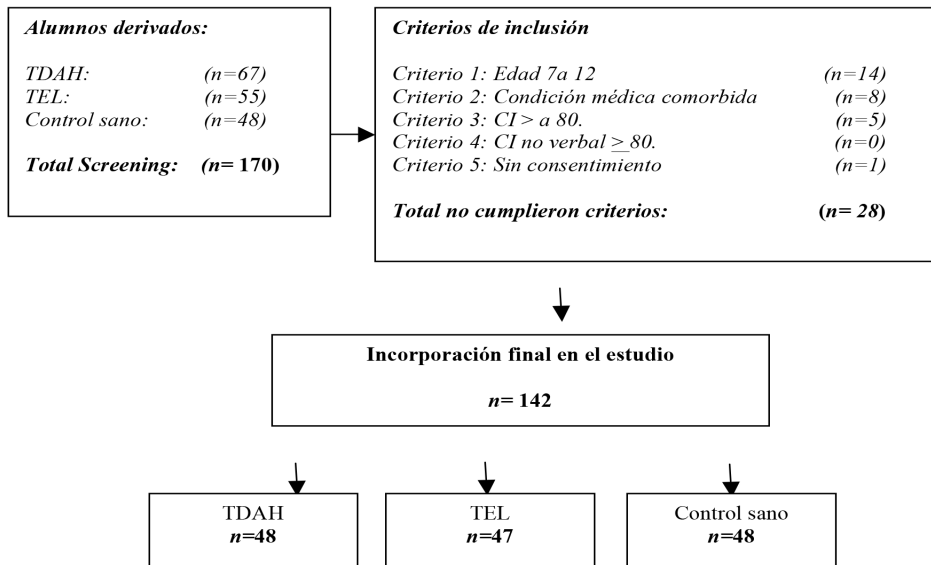 Alumnos derivados:
TDAH: (n=67)
TEL: (n=55)
Control sano: (n=48)
Total Screening: (n= 170)
Criterios de inclusión
Criterio 1: Edad 7a 12 (n=14)
Criterio 2: Condición médica comorbida (n=8)
Criterio 3: CI > a 80. (n=5)
Criterio 4: CI no verbal ≥ 80. (n=0)
Criterio 5: Sin consentimiento (n=1)
Total no cumplieron criterios: (n= 28)
Incorporación final en el estudio
n= 142
TDAH
n=48
TEL
n=47
Control sano
n=48